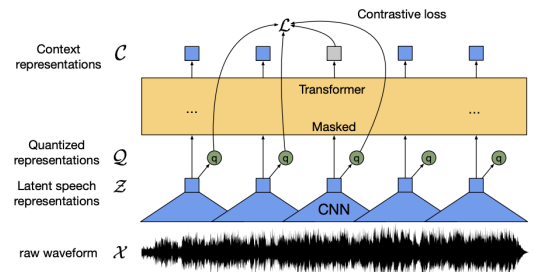 Contrastive loss
ℒ
Context
representations
𝒞
Transformer
...
...
Masked
Quantized
representations
𝒬
q
q
q
q
q
Latent speech
representations
𝒵
CNN
raw waveform
𝒳